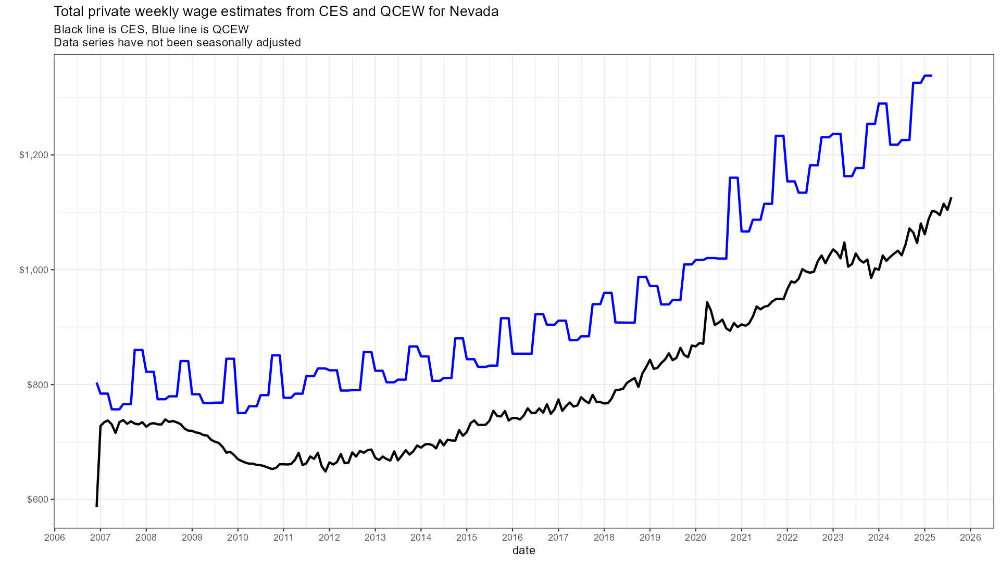 Total private weekly wage estimates from CES and QCEW for Nevada
Black line is CES, Blue line is QCEW
Data series have not been seasonally adjusted
$1,200
$1,000
$800
$600
2006 2007 2008 2009 2010 2011 2012 2013 2014 2015 2016 2017 2018 2019 2020 2021 2022 2023 2024 2025 2026
date